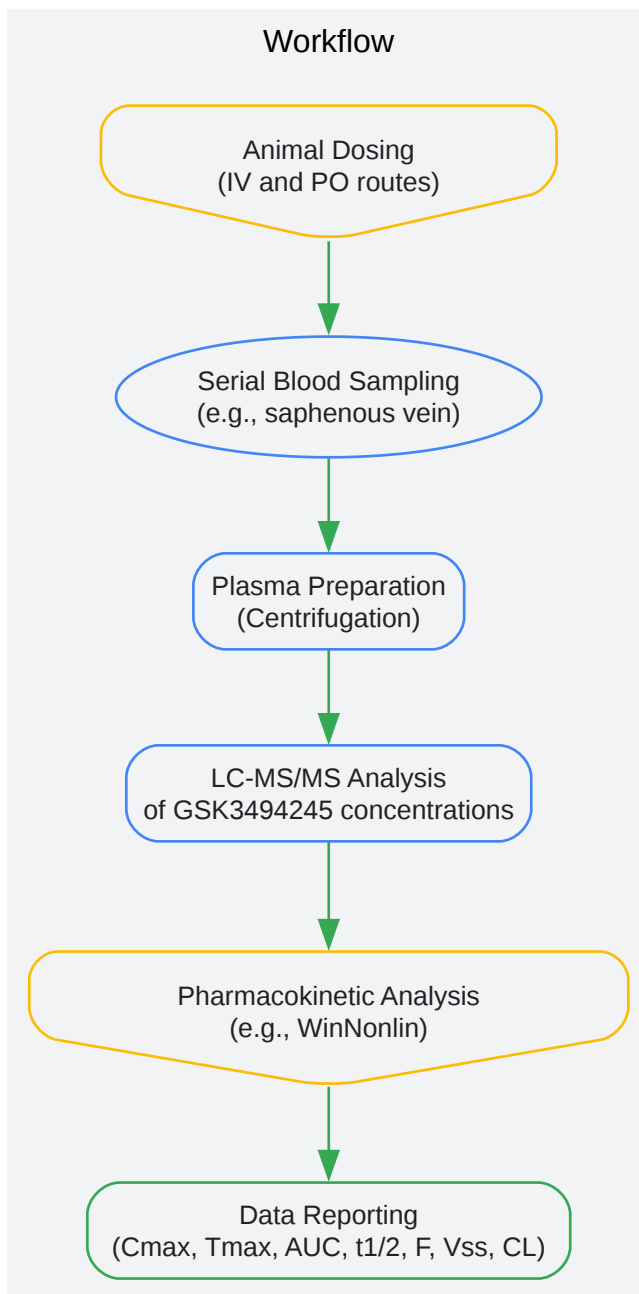 Workflow
Animal Dosing
(IV and PO routes)
Serial Blood Sampling
(e.g., saphenous vein)
Plasma Preparation
(Centrifugation)
LC-MS/MS Analysis
of GSK3494245 concentrations
Pharmacokinetic Analysis
(e.g., WinNonlin)
Data Reporting
(Cmax, Tmax, AUC, t1/2, F, Vss, CL)